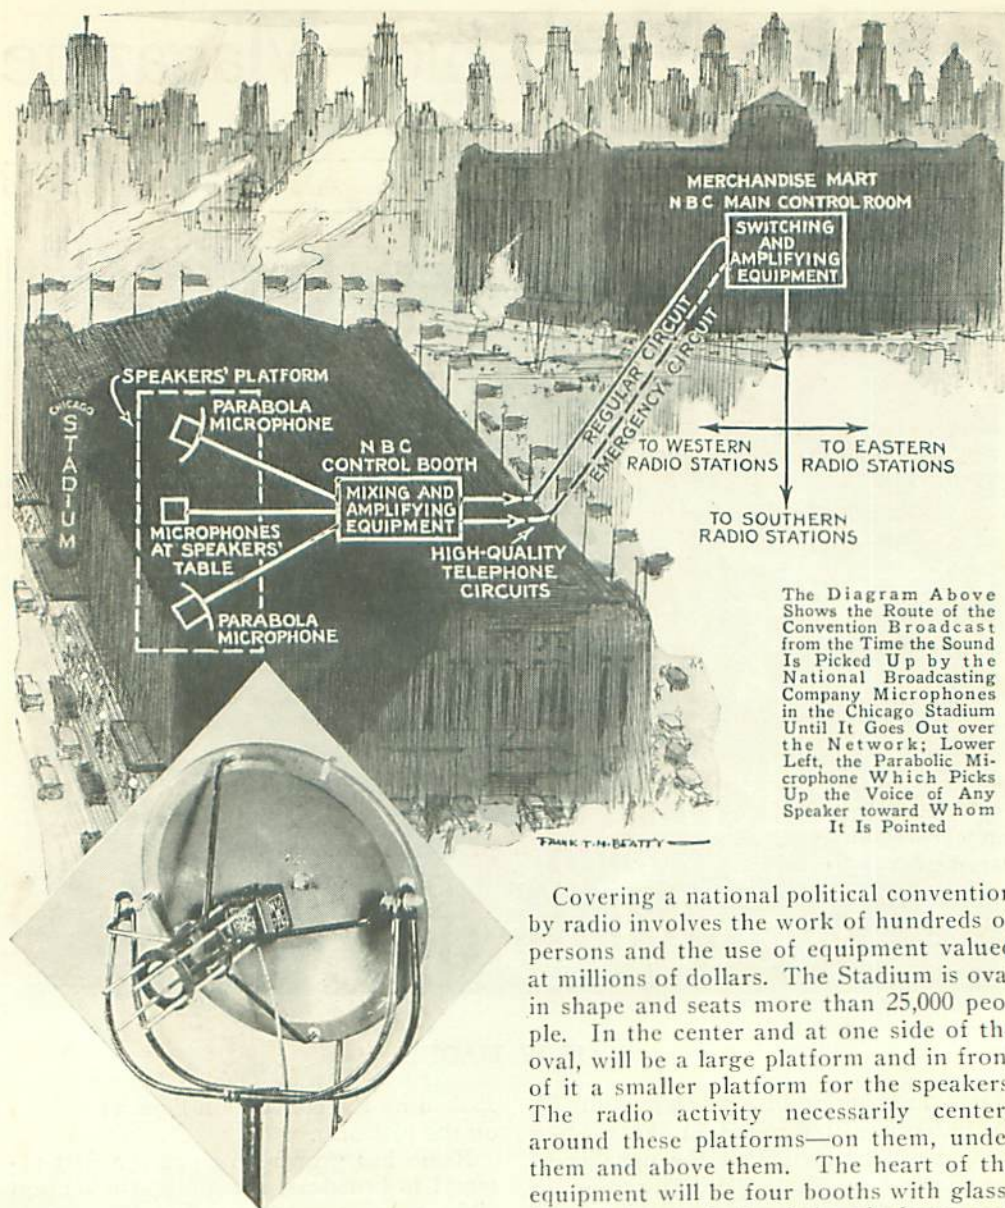 MERCHANDISE MART
NBC MAIN CONTROL ROOM
SWITCHING
AND
AMPLIFYING
EQUIPMENT
REGULAR CIRCUIT
EMERGENCY CIRCUIT
TO WESTERN
RADIO STATIONS
TO EASTERN
RADIO STATIONS
TO SOUTHERN
RADIO STATIONS
CHICAGO
STADIUM
SPEAKERS' PLATFORM
PARABOLA
MICROPHONE
NBC
CONTROL BOOTH
MIXING AND
AMPLIFYING
EQUIPMENT
MICROPHONES
AT SPEAKERS'
TABLE
HIGH-QUALITY
TELEPHONE
CIRCUITS
PARABOLA
MICROPHONE
FRANK T.H. BEATTY
The Diagram Above
Shows the Route of the
Convention Broadcast
from the Time the Sound
Is Picked Up by the
National Broadcasting
Company Microphones
in the Chicago Stadium
Until It Goes Out over
the Network; Lower
Left, the Parabolic Mi-
crophone Which Picks
Up the Voice of Any
Speaker toward Whom
It Is Pointed
Covering a national political convention
by radio involves the work of hundreds o
persons and the use of equipment value
at millions of dollars. The Stadium is ova
in shape and seats more than 25,000 peo
ple. In the center and at one side of th
oval, will be a large platform and in fron
of it a smaller platform for the speakers
The radio activity necessarily center
around these platforms—on them, unde
them and above them. The heart of th
equipment will be four booths with glass